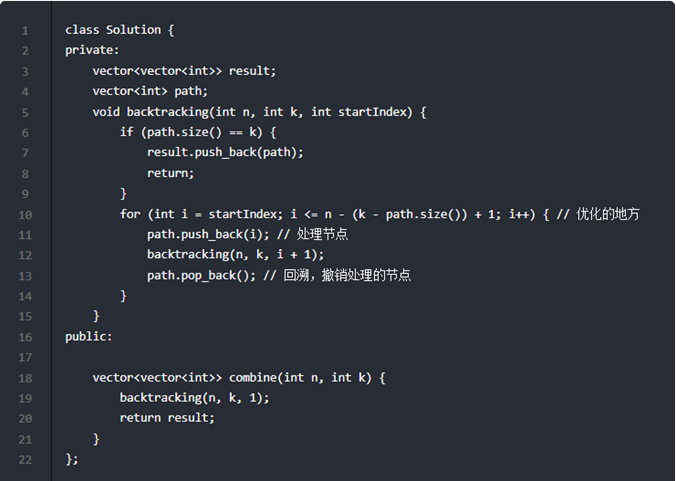 1 class Solution {
2 private:
3     vector<vector<int>> result;
4     vector<int> path;
5     void backtracking(int n, int k, int startIndex) {
6         if (path.size() == k) {
7             result.push_back(path);
8             return;
9         }
10         for (int i = startIndex; i <= n - (k - path.size()) + 1; i++) { // 优化的地方
11             path.push_back(i); // 处理节点
12             backtracking(n, k, i + 1);
13             path.pop_back(); // 回溯，撤销处理的节点
14         }
15     }
16 public:
17
18     vector<vector<int>> combine(int n, int k) {
19         backtracking(n, k, 1);
20         return result;
21     }
22 };